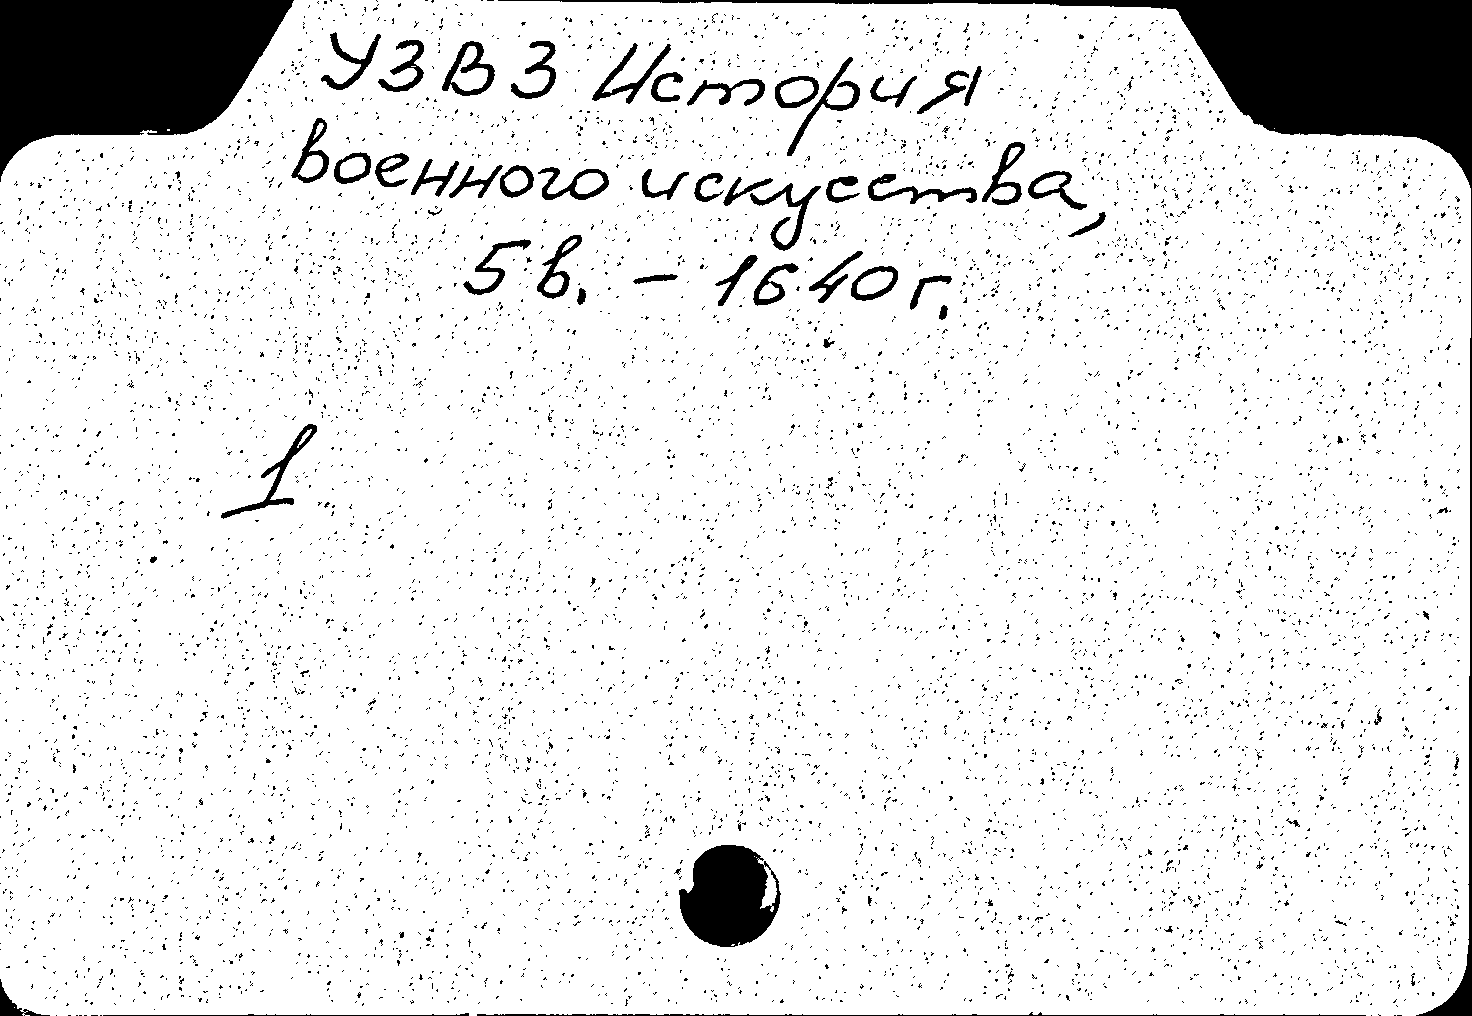 УЗВЗ История
военного искусства,
5 в. - 1640 г.
1